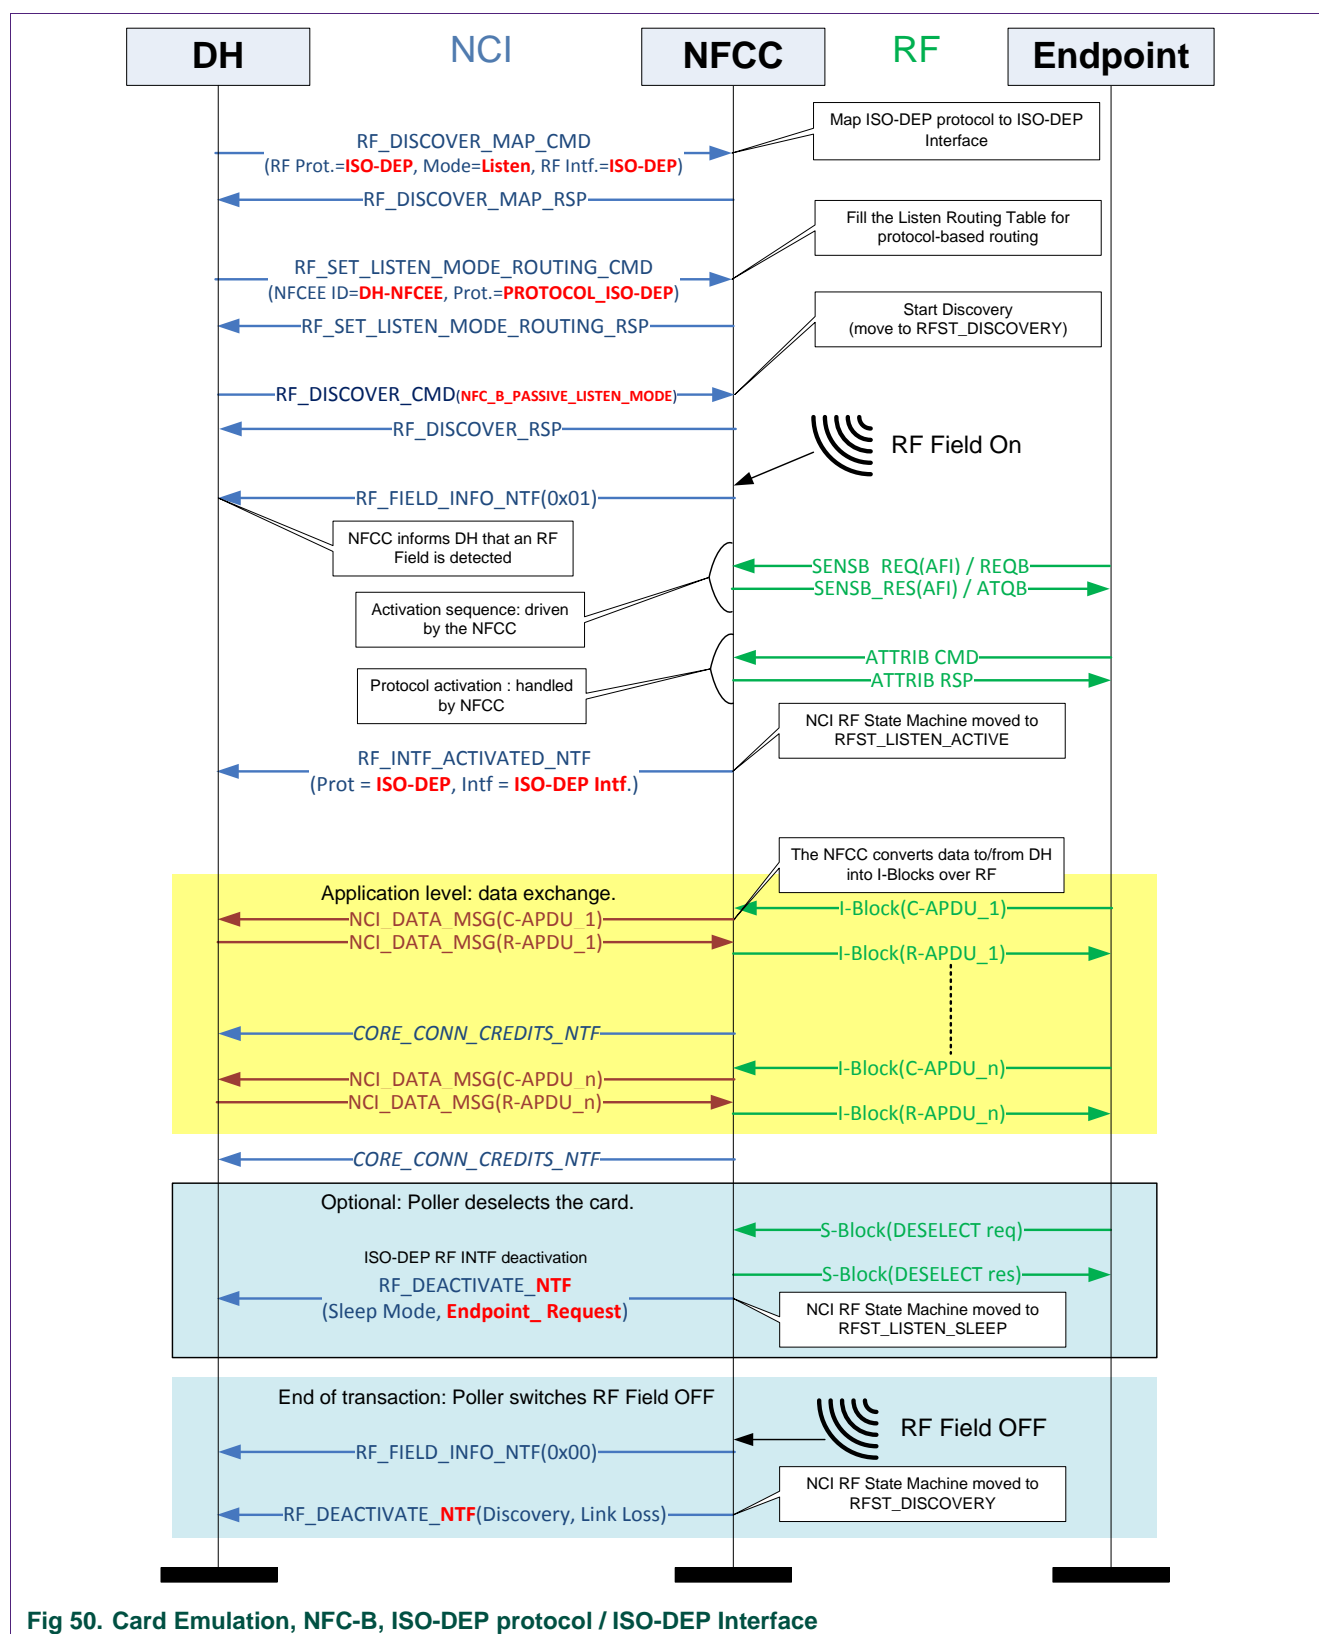 DH
NCI
NFCC
RF
Endpoint
Map ISO-DEP protocol to ISO-DEP
Interface
RF_DISCOVER_MAP_CMD
(RF Prot.=ISO-DEP, Mode=Listen, RF Intf.=ISO-DEP)
RF_DISCOVER_MAP_RSP
Fill the Listen Routing Table for
protocol-based routing
RF_SET_LISTEN_MODE_ROUTING_CMD
(NFCEE ID=DH-NFCEE, Prot.=PROTOCOL_ISO-DEP)
RF_SET_LISTEN_MODE_ROUTING_RSP
Start Discovery
(move to RFST_DISCOVERY)
RF_DISCOVER_CMD(NFC_B_PASSIVE_LISTEN_MODE)
RF_DISCOVER_RSP
RF Field On
RF_FIELD_INFO_NTF(0x01)
NFCC informs DH that an RF
Field is detected
SENSB_REQ(AFI) / REQB
SENSB_RES(AFI) / ATQB
Activation sequence: driven
by the NFCC
ATTRIB CMD
ATTRIB RSP
Protocol activation : handled
by NFCC
NCI RF State Machine moved to
RFST_LISTEN_ACTIVE
RF_INTF_ACTIVATED_NTF
(Prot = ISO-DEP, Intf = ISO-DEP Intf.)
The NFCC converts data to/from DH
into I-Blocks over RF
Application level: data exchange.
I-Block(C-APDU_1)
NCI_DATA_MSG(C-APDU_1)
NCI_DATA_MSG(R-APDU_1)
I-Block(R-APDU_1)
CORE_CONN_CREDITS_NTF
I-Block(C-APDU_n)
NCI_DATA_MSG(C-APDU_n)
NCI_DATA_MSG(R-APDU_n)
I-Block(R-APDU_n)
CORE_CONN_CREDITS_NTF
Optional: Poller deselects the card.
S-Block(DESELECT req)
ISO-DEP RF INTF deactivation
S-Block(DESELECT res)
RF_DEACTIVATE_NTF
(Sleep Mode, Endpoint_ Request)
NCI RF State Machine moved to
RFST_LISTEN_SLEEP
End of transaction: Poller switches RF Field OFF
RF Field OFF
RF_FIELD_INFO_NTF(0x00)
NCI RF State Machine moved to
RFST_DISCOVERY
RF_DEACTIVATE_NTF(Discovery, Link Loss)
Fig 50. Card Emulation, NFC-B, ISO-DEP protocol / ISO-DEP Interface